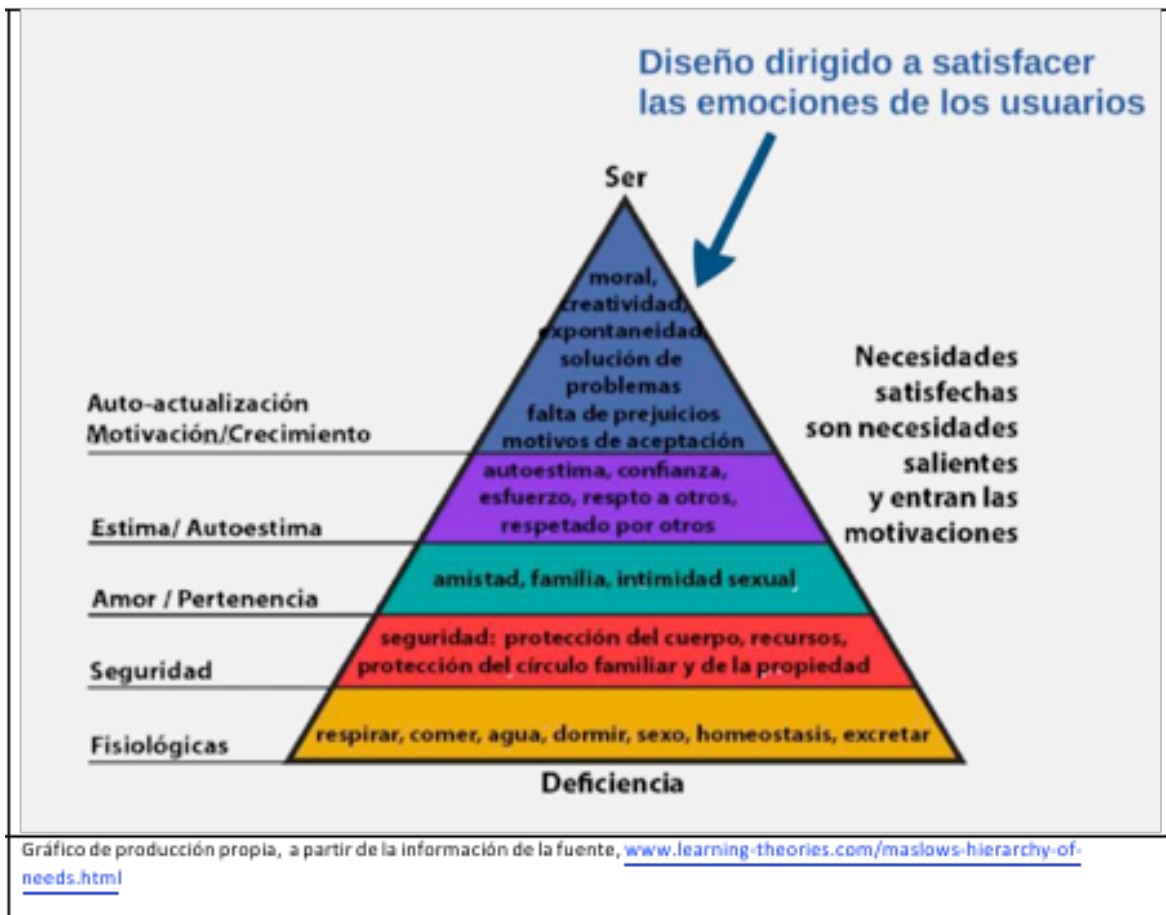 Diseño dirigido a satisfacer
las emociones de los usuarios
Ser
moral,
creatividad,
expontaneidad,
solución de
problemas
falta de prejuicios
motivos de aceptación
Necesidades
satisfechas
son necesidades
salientes
y entran las
motivaciones
Auto-actualización
Motivación/Crecimiento
autoestima, confianza,
esfuerzo, respto a otros,
respetado por otros
Estima/ Autoestima
amistad, familia, intimidad sexual
Amor / Pertenencia
seguridad: protección del cuerpo, recursos,
protección del círculo familiar y de la propiedad
Seguridad
respirar, comer, agua, dormir, sexo, homeostasis, excretar
Fisiológicas
Deficiencia
Gráfico de producción propia, a partir de la información de la fuente, www.learning-theories.com/maslows-hierarchy-of-
needs.html